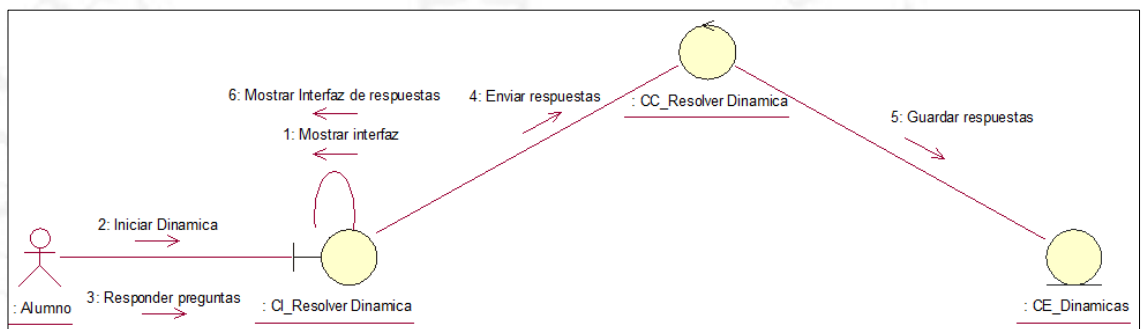 6: Mostrar Interfaz de respuestas
4: Enviar respuestas
: CC_Resolver Dinamica
5: Guardar respuestas
1: Mostrar interfaz
2: Iniciar Dinamica
3: Responder preguntas
: Alumno
: CI_Resolver Dinamica
: CE_Dinamicas